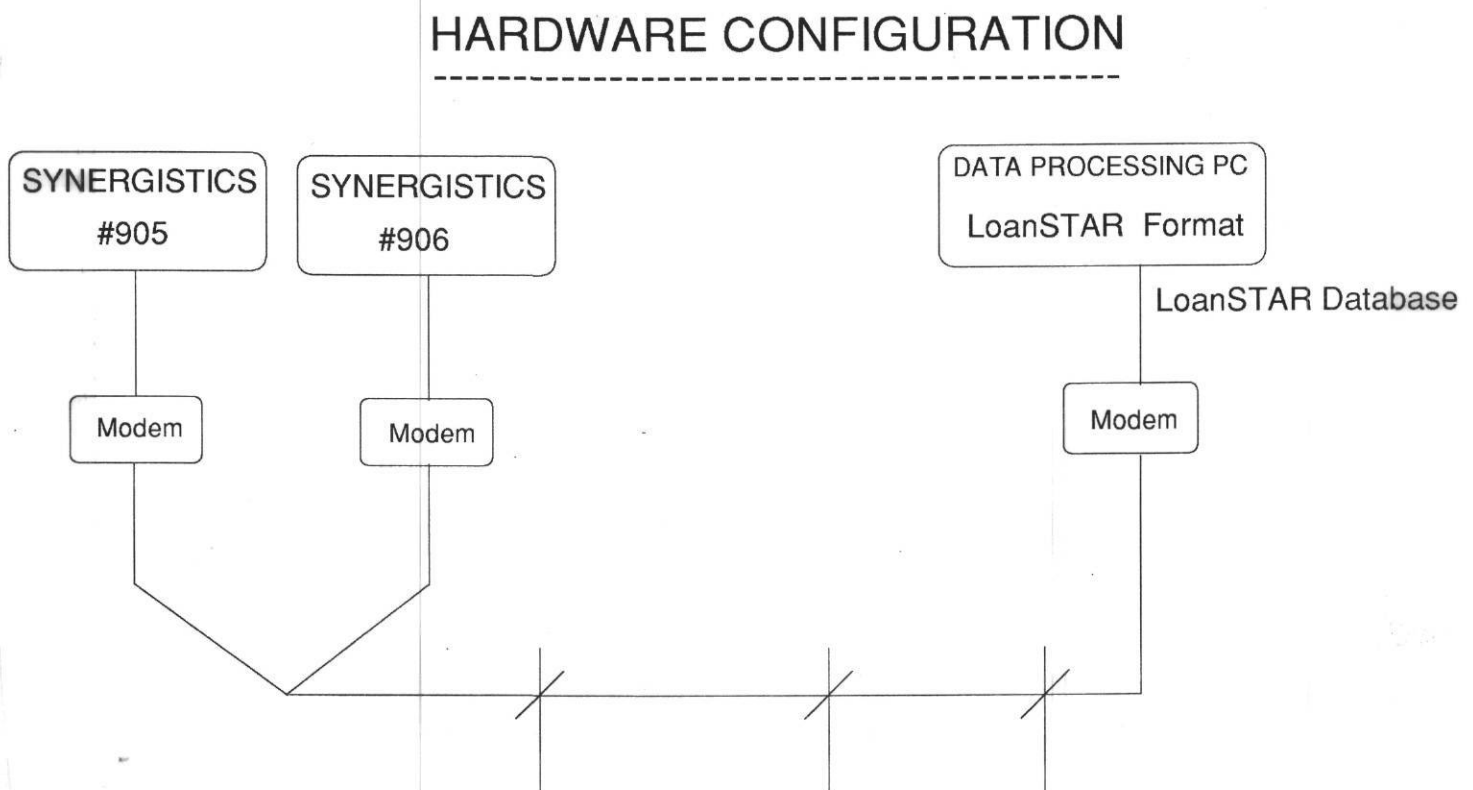 HARDWARE CONFIGURATION
SYNERGISTICS
#905
SYNERGISTICS
#906
DATA PROCESSING PC
LoanSTAR Format
LoanSTAR Database
Modem
Modem
Modem